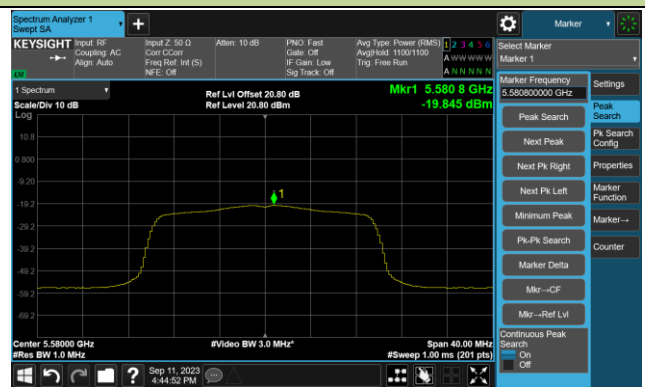 Spectrum Analyzer 1
Swept SA
+
Marker
KEYSIGHT
Input: RF
Coupling: AC
Align: Auto
Input Z: 50 Ω
Corr CCorr
Freq Ref: Int (S)
NFE: Off
Atten: 10 dB
PNO: Fast
Gate: Off
IF Gain: Low
Sig Track: Off
Avg Type: Power (RMS)
Avg|Hold: 1100/1100
Trig: Free Run
1 2 3 4 5 6
A W W W W W
A N N N N N
Select Marker
Marker 1
Marker Frequency
5.580800000 GHz
Peak Search
Next Peak
Next Pk Right
Next Pk Left
Minimum Peak
Pk-Pk Search
Marker Delta
Mkr→CF
Mkr→Ref Lvl
Continuous Peak
Search
On
Off
Settings
Peak
Search
Pk Search
Config
Properties
Marker
Function
Marker→
Counter
1 Spectrum
Scale/Div 10 dB
Log
Ref Lvl Offset 20.80 dB
Ref Level 20.80 dBm
Mkr1 5.580 8 GHz
-19.845 dBm
10.8
0.800
-9.20
-19.2
-29.2
-39.2
-49.2
-59.2
-69.2
1
Center 5.58000 GHz
#Res BW 1.0 MHz
#Video BW 3.0 MHz*
Span 40.00 MHz
#Sweep 1.00 ms (201 pts)
?
Sep 11, 2023
4:44:52 PM